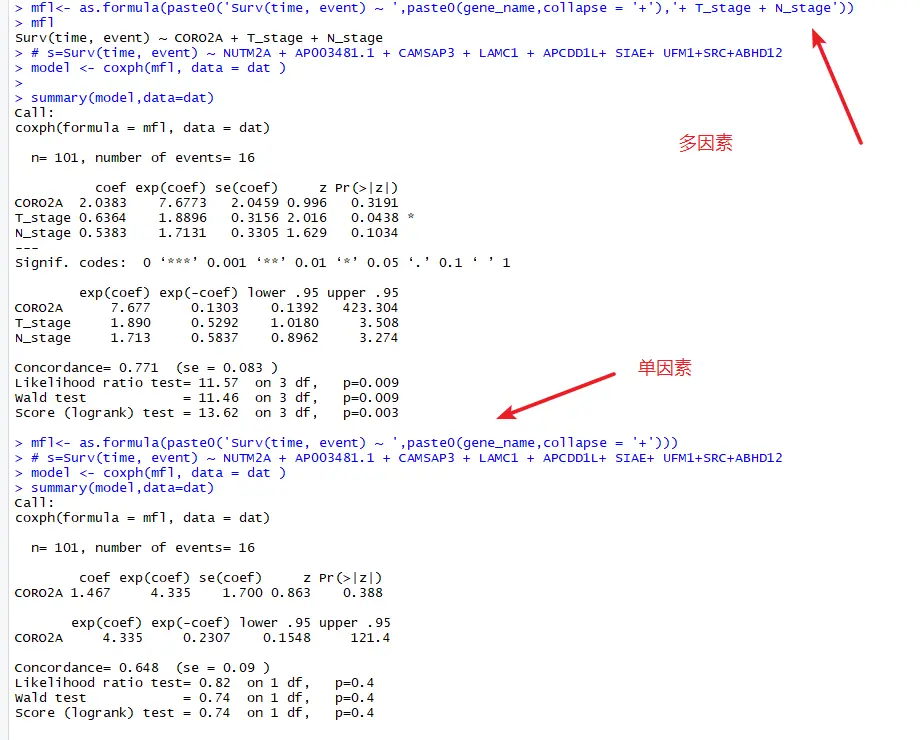 > mfl<- as.formula(paste0('Surv(time, event) ~ ',paste0(gene_name,collapse = '+'),'+ T_stage + N_stage'))
> mfl
Surv(time, event) ~ CORO2A + T_stage + N_stage
> # s=Surv(time, event) ~ NUTM2A + AP003481.1 + CAMSAP3 + LAMC1 + APCDD1L+ SIAE+ UFM1+SRC+ABHD12
> model <- coxph(mfl, data = dat )
>
> summary(model,data=dat)
Call:
coxph(formula = mfl, data = dat)
多因素
n= 101, number of events= 16
coef exp(coef) se(coef) z Pr(>|z|)
CORO2A 2.0383 7.6773 2.0459 0.996 0.3191
T_stage 0.6364 1.8896 0.3156 2.016 0.0438 *
N_stage 0.5383 1.7131 0.3305 1.629 0.1034
---
Signif. codes: 0 ‘***’ 0.001 ‘**’ 0.01 ‘*’ 0.05 ‘.’ 0.1 ‘ ’ 1
exp(coef) exp(-coef) lower .95 upper .95
CORO2A 7.677 0.1303 0.1392 423.304
T_stage 1.890 0.5292 1.0180 3.508
N_stage 1.713 0.5837 0.8962 3.274
Concordance= 0.771 (se = 0.083 )
单因素
Likelihood ratio test= 11.57 on 3 df, p=0.009
Wald test = 11.46 on 3 df, p=0.009
Score (logrank) test = 13.62 on 3 df, p=0.003
> mfl<- as.formula(paste0('Surv(time, event) ~ ',paste0(gene_name,collapse = '+')))
> # s=Surv(time, event) ~ NUTM2A + AP003481.1 + CAMSAP3 + LAMC1 + APCDD1L+ SIAE+ UFM1+SRC+ABHD12
> model <- coxph(mfl, data = dat )
> summary(model,data=dat)
Call:
coxph(formula = mfl, data = dat)
n= 101, number of events= 16
coef exp(coef) se(coef) z Pr(>|z|)
CORO2A 1.467 4.335 1.700 0.863 0.388
exp(coef) exp(-coef) lower .95 upper .95
CORO2A 4.335 0.2307 0.1548 121.4
Concordance= 0.648 (se = 0.09 )
Likelihood ratio test= 0.82 on 1 df, p=0.4
Wald test = 0.74 on 1 df, p=0.4
Score (logrank) test = 0.74 on 1 df, p=0.4